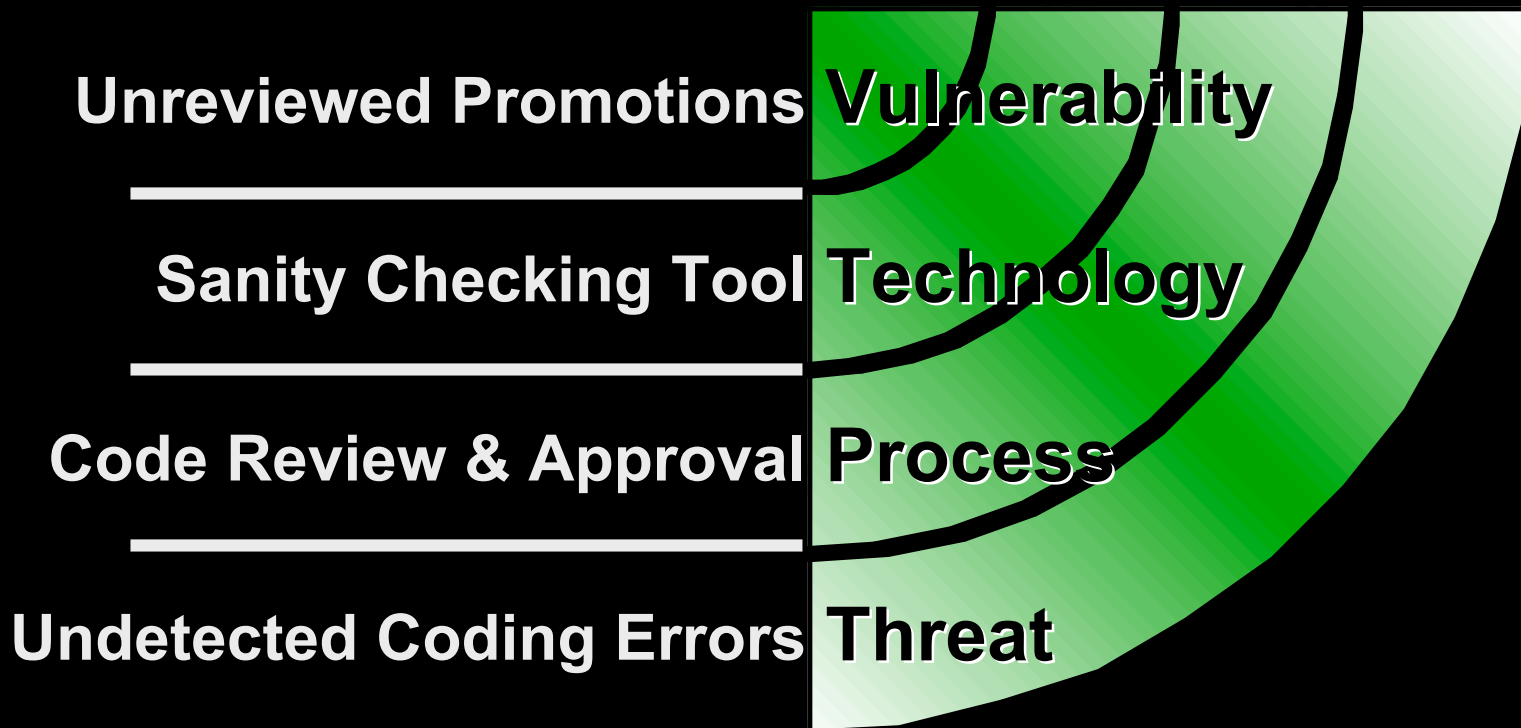 Unreviewed Promotions Vulnerability
Sanity Checking Tool Technology
Code Review & Approval Process
Undetected Coding Errors Threat